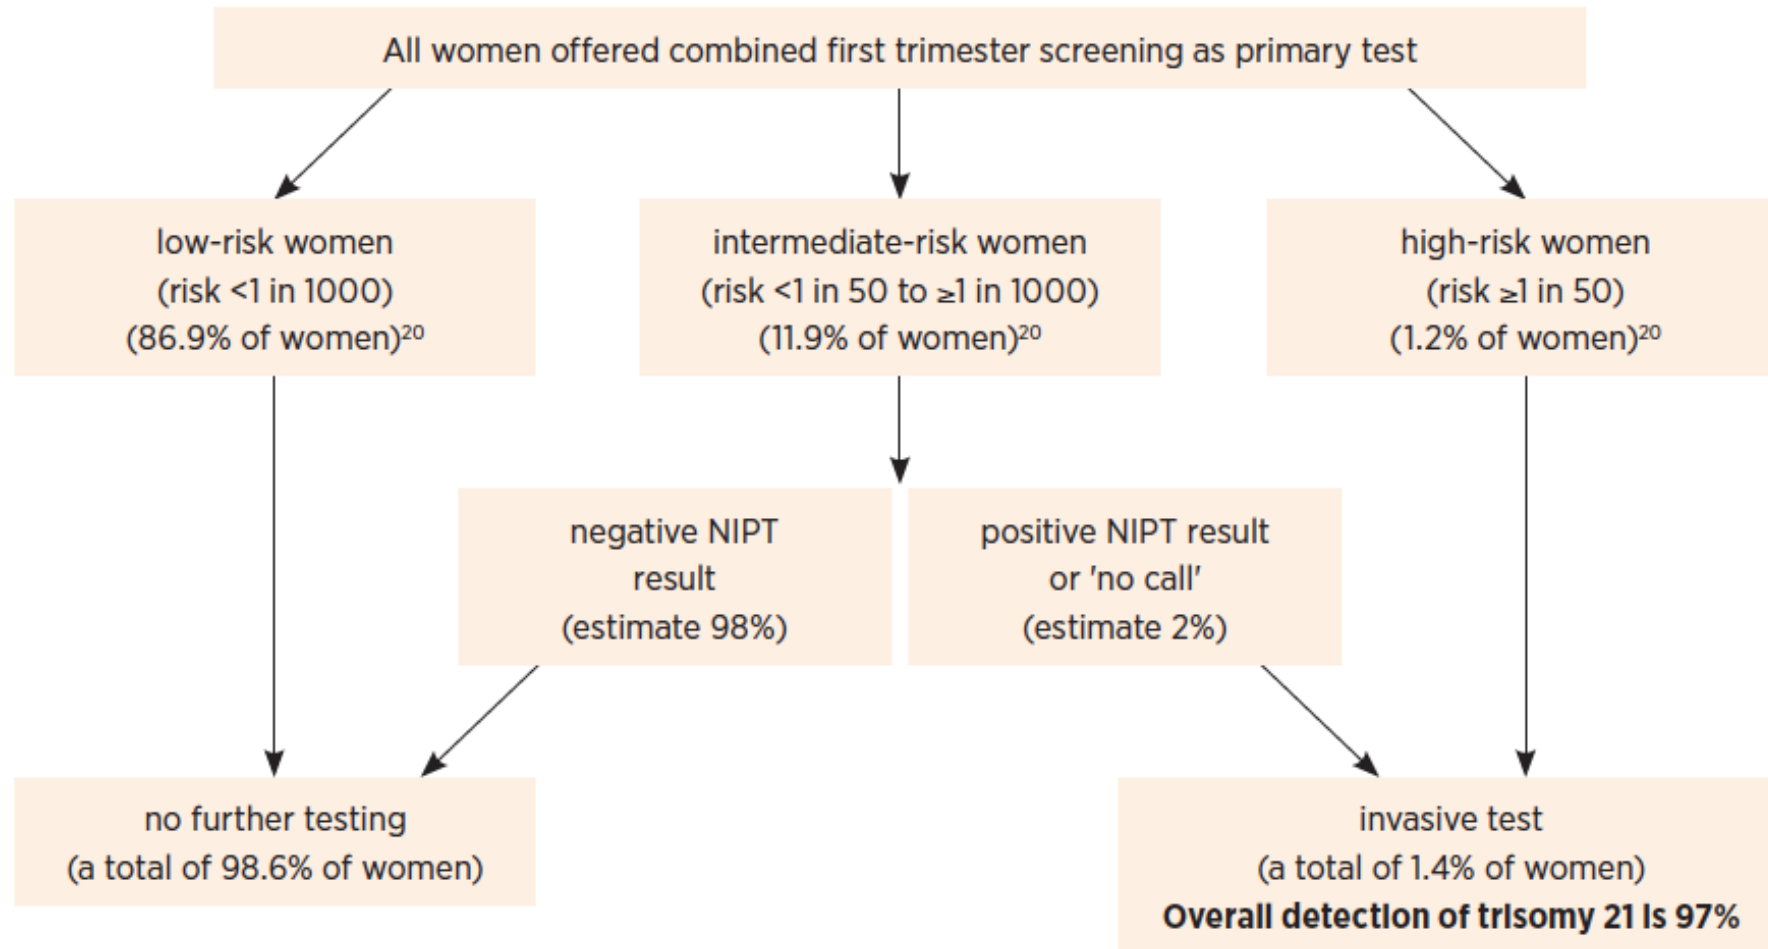 All women offered combined first trimester screening as primary test
low-risk women
(risk <1 in 1000)
(86.9% of women)²⁰
intermediate-risk women
(risk <1 in 50 to ≥1 in 1000)
(11.9% of women)²⁰
high-risk women
(risk ≥1 in 50)
(1.2% of women)²⁰
negative NIPT
result
(estimate 98%)
positive NIPT result
or 'no call'
(estimate 2%)
no further testing
(a total of 98.6% of women)
invasive test
(a total of 1.4% of women)
Overall detection of trisomy 21 is 97%